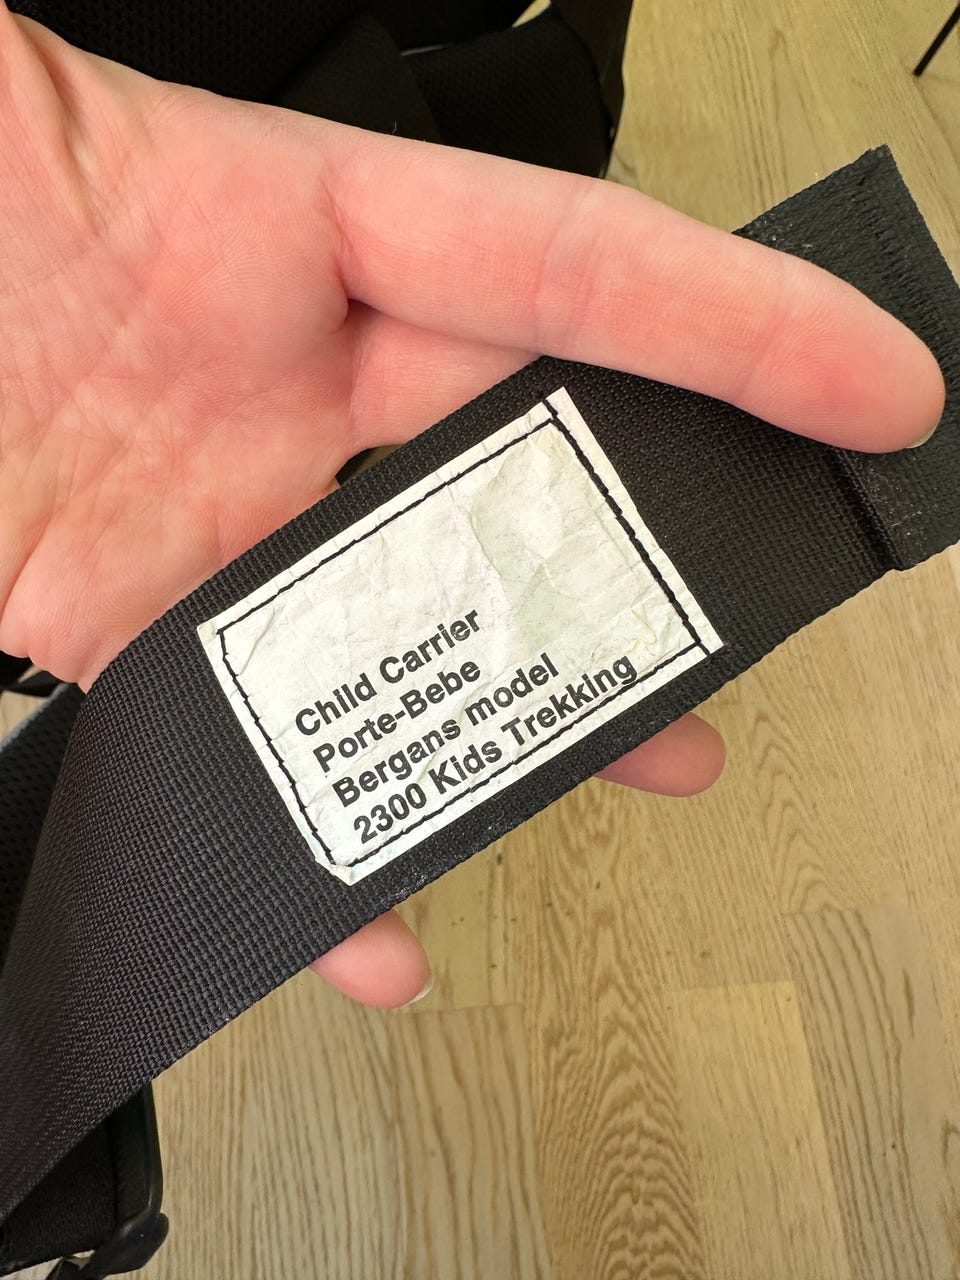 Child Carrier
Porte-Bebe
Bergans model
2300 Kids Trekking